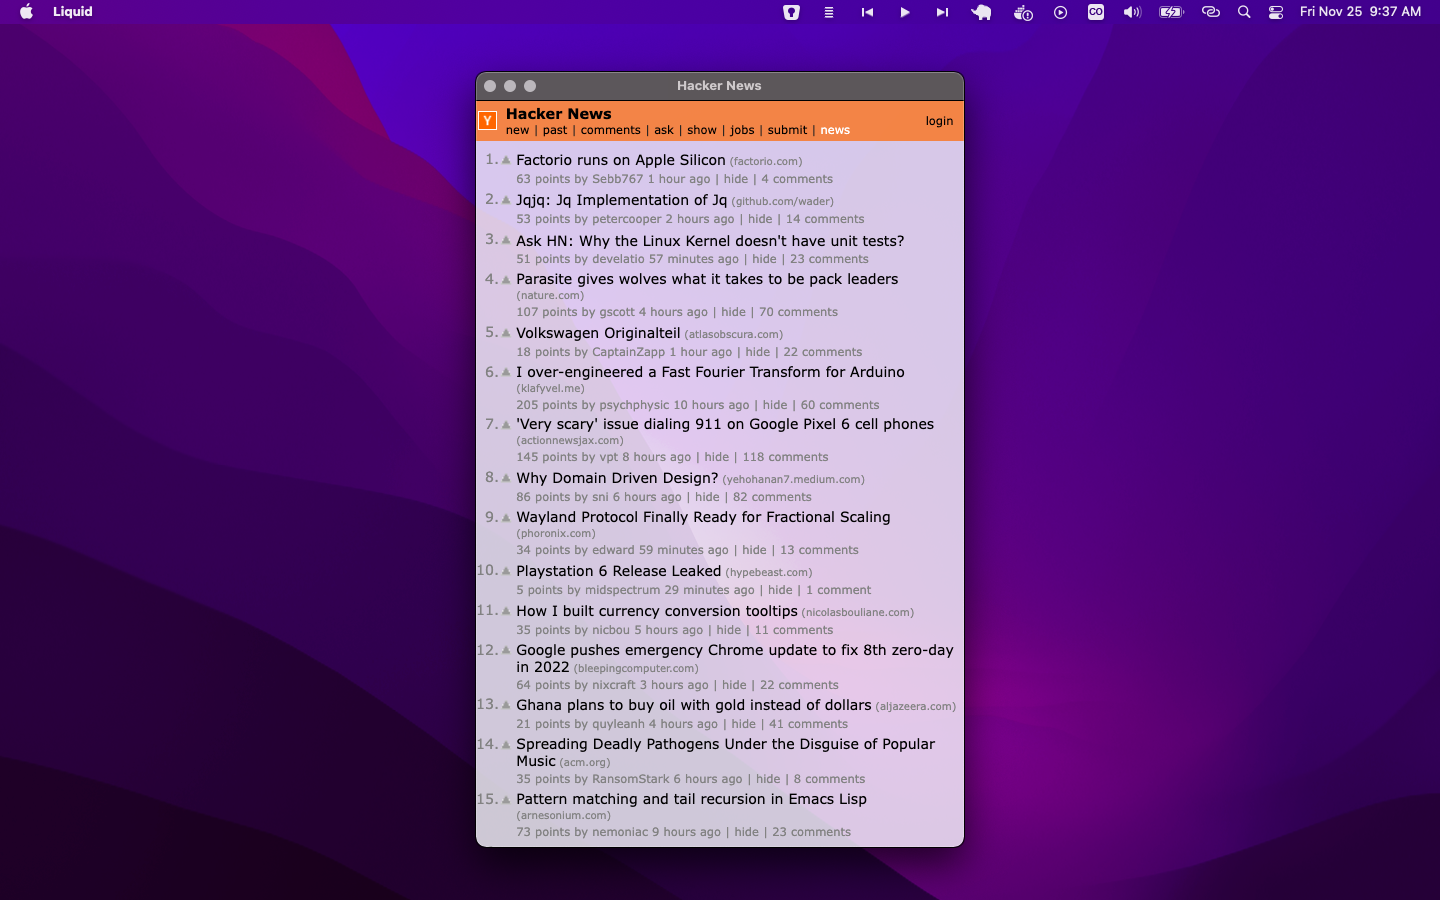 Liquid
CO
Fri Nov 25 9:37 AM
Hacker News
Y
Hacker News
new | past | comments | ask | show | jobs | submit | news
login
1. Factorio runs on Apple Silicon (factorio.com)
63 points by Sebb767 1 hour ago | hide | 4 comments
2. Jqjq: Jq Implementation of Jq (github.com/wader)
53 points by petercooper 2 hours ago | hide | 14 comments
3. Ask HN: Why the Linux Kernel doesn't have unit tests?
51 points by develatio 57 minutes ago | hide | 23 comments
4. Parasite gives wolves what it takes to be pack leaders
(nature.com)
107 points by gscott 4 hours ago | hide | 70 comments
5. Volkswagen Originalteil (atlasobscura.com)
18 points by CaptainZapp 1 hour ago | hide | 22 comments
6. I over-engineered a Fast Fourier Transform for Arduino
(klafyvel.me)
205 points by psychphysic 10 hours ago | hide | 60 comments
7. 'Very scary' issue dialing 911 on Google Pixel 6 cell phones
(actionnewsjax.com)
145 points by vpt 8 hours ago | hide | 118 comments
8. Why Domain Driven Design? (yehohanan7.medium.com)
86 points by sni 6 hours ago | hide | 82 comments
9. Wayland Protocol Finally Ready for Fractional Scaling
(phoronix.com)
34 points by edward 59 minutes ago | hide | 13 comments
10. Playstation 6 Release Leaked (hypebeast.com)
5 points by midspectrum 29 minutes ago | hide | 1 comment
11. How I built currency conversion tooltips (nicolasbouliane.com)
35 points by nicbou 5 hours ago | hide | 11 comments
12. Google pushes emergency Chrome update to fix 8th zero-day
in 2022 (bleepingcomputer.com)
64 points by nixcraft 3 hours ago | hide | 22 comments
13. Ghana plans to buy oil with gold instead of dollars (aljazeera.com)
21 points by quyleanh 4 hours ago | hide | 41 comments
14. Spreading Deadly Pathogens Under the Disguise of Popular
Music (acm.org)
35 points by RansomStark 6 hours ago | hide | 8 comments
15. Pattern matching and tail recursion in Emacs Lisp
(arnesonium.com)
73 points by nemoniac 9 hours ago | hide | 23 comments